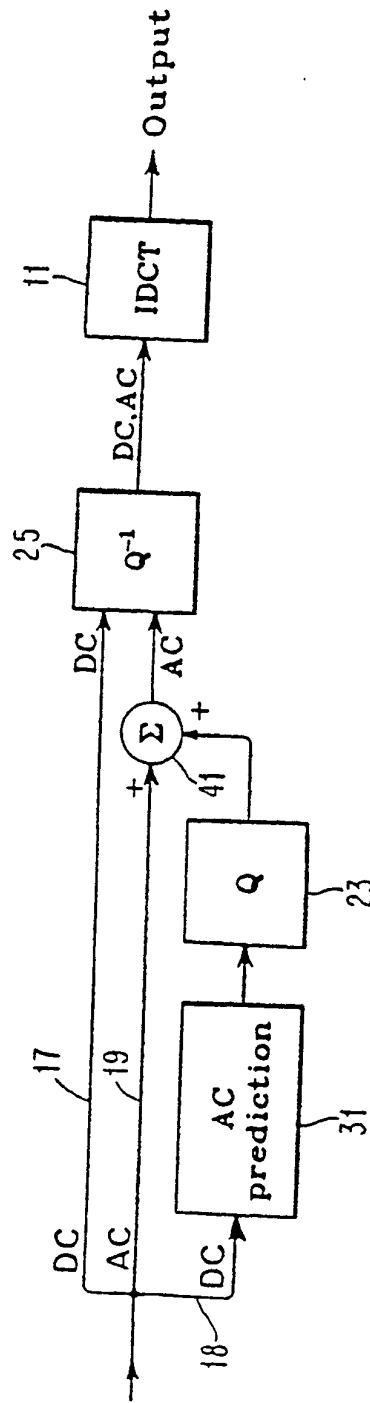 DC
17
DC
25
11
Q⁻¹
DC.AC
IDCT
Output
AC
19
+
Σ
AC
41
+
DC
18
AC
prediction
31
Q
23